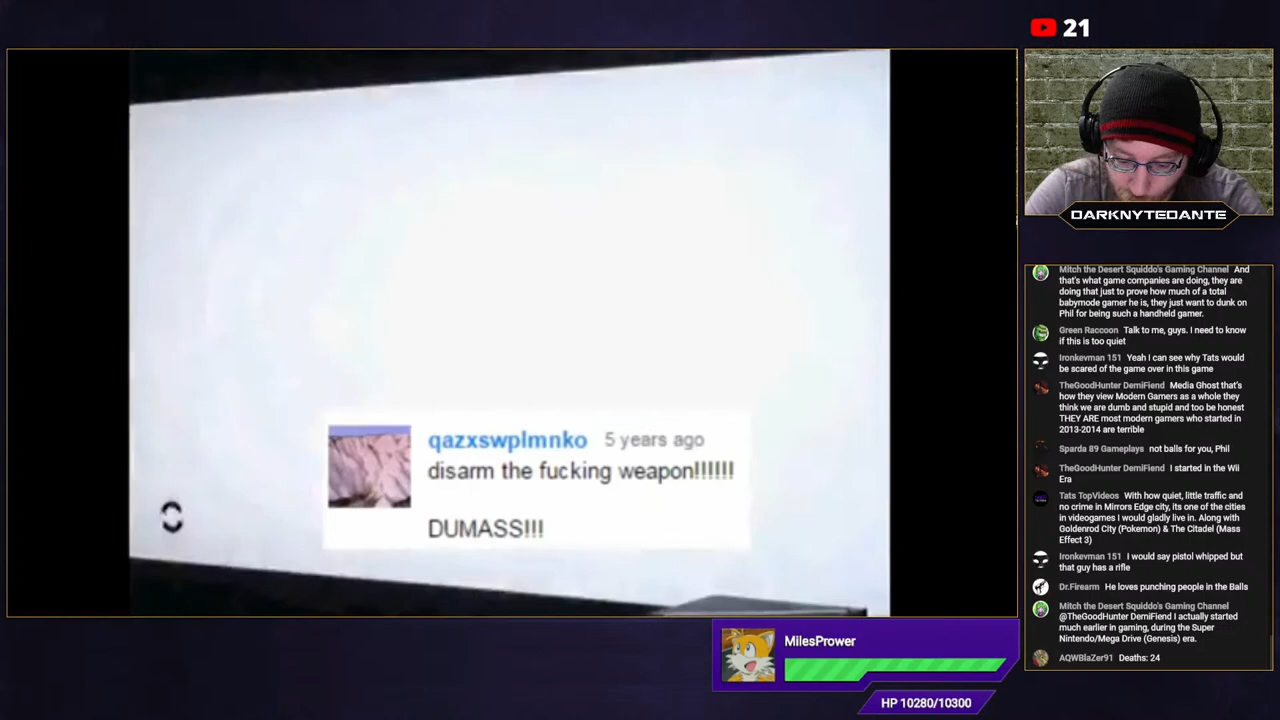 21
DARKNYTEDANTE
qazxswplmnko 5 years ago
disarm the fucking weapon!!!!!!
DUMASS!!!
Mitch the Desert Squiddo's Gaming Channel And
that's what game companies are doing, they are
doing that just to prove how much of a total
babymode gamer he is, they just want to dunk on
Phil for being such a handheld gamer.
Green Raccoon Talk to me, guys. I need to know
if this is too quiet
Ironkevman 151 Yeah I can see why Tats would
be scared of the game over in this game
TheGoodHunter DemiFiend Media Ghost that's
how they view Modern Gamers as a whole they
think we are dumb and stupid and too be honest
THEY ARE most modern gamers who started in
2013-2014 are terrible
Sparda 89 Gameplays not balls for you, Phil
TheGoodHunter DemiFiend I started in the Wii
Era
Tats TopVideos With how quiet, little traffic and
no crime in Mirrors Edge city, its one of the cities
in videogames I would gladly live in. Along with
Goldenrod City (Pokemon) & The Citadel (Mass
Effect 3)
Ironkevman 151 I would say pistol whipped but
that guy has a rifle
Dr.Firearm He loves punching people in the Balls
Mitch the Desert Squiddo's Gaming Channel
@TheGoodHunter DemiFiend I actually started
much earlier in gaming, during the Super
Nintendo/Mega Drive (Genesis) era.
AQWBlaZer91 Deaths: 24
MilesPrower
HP 10280/10300